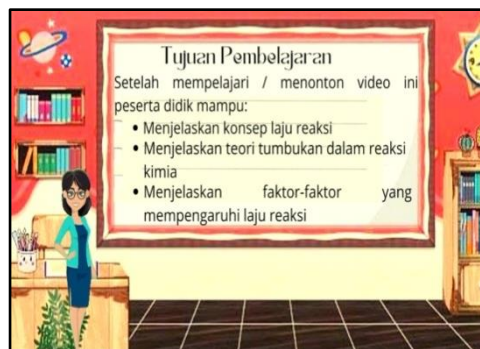 Tujuan Pembelajaran
Setelah mempelajari / menonton video ini
peserta didik mampu:
• Menjelaskan konsep laju reaksi
• Menjelaskan teori tumbukan dalam reaksi
kimia
• Menjelaskan faktor-faktor yang
mempengaruhi laju reaksi